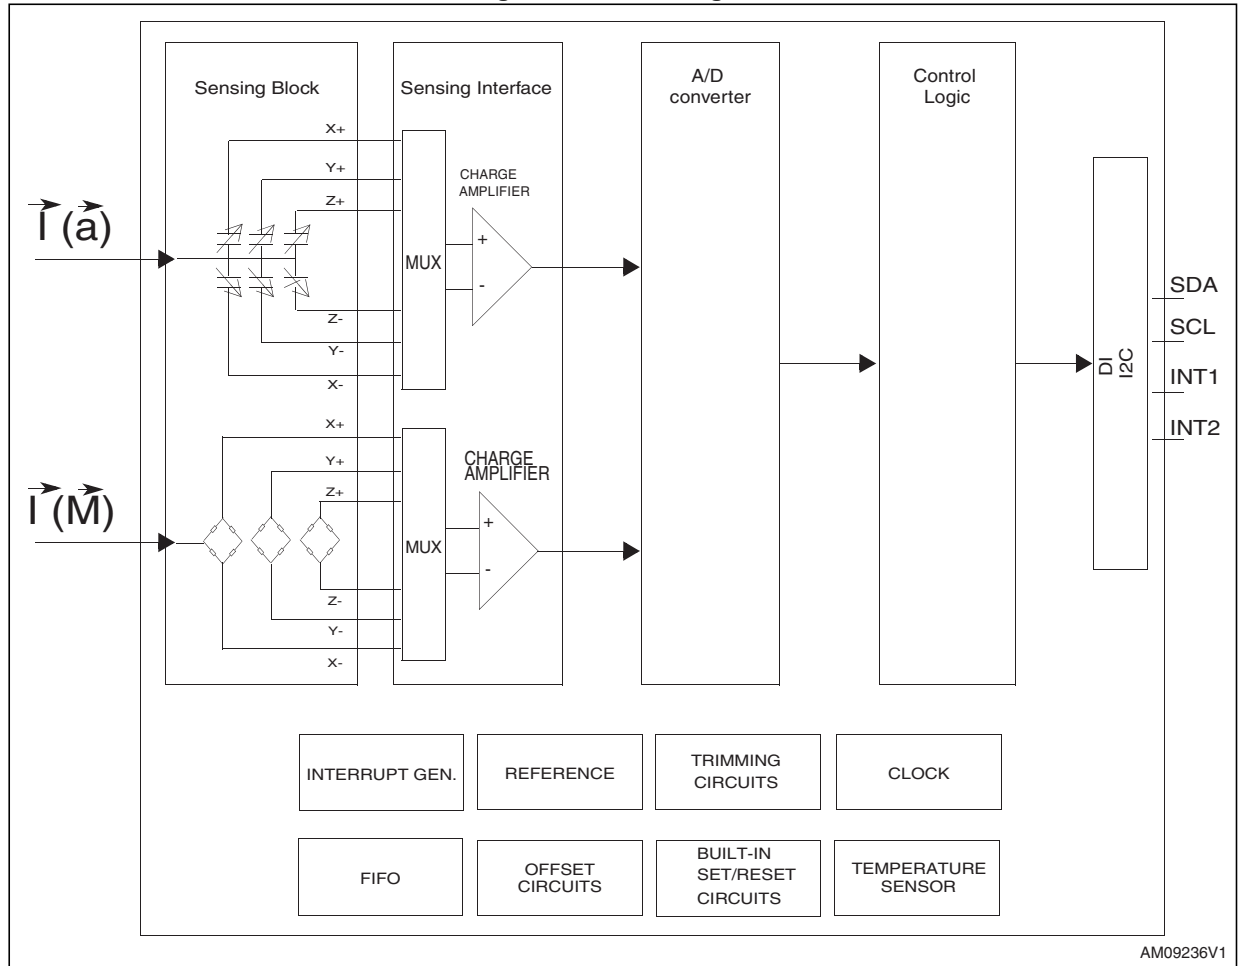 Sensing Block
Sensing Interface
A/D
converter
Control
Logic
X+
Y+
Z+
CHARGE
AMPLIFIER
I (a)
+
MUX
-
Z-
Y-
X-
SDA
SCL
DI
I2C
INT1
INT2
X+
Y+
Z+
CHARGE
AMPLIFIER
I (M)
+
MUX
-
Z-
Y-
X-
INTERRUPT GEN.
REFERENCE
TRIMMING
CIRCUITS
CLOCK
FIFO
OFFSET
CIRCUITS
BUILT-IN
SET/RESET
CIRCUITS
TEMPERATURE
SENSOR
AM09236V1